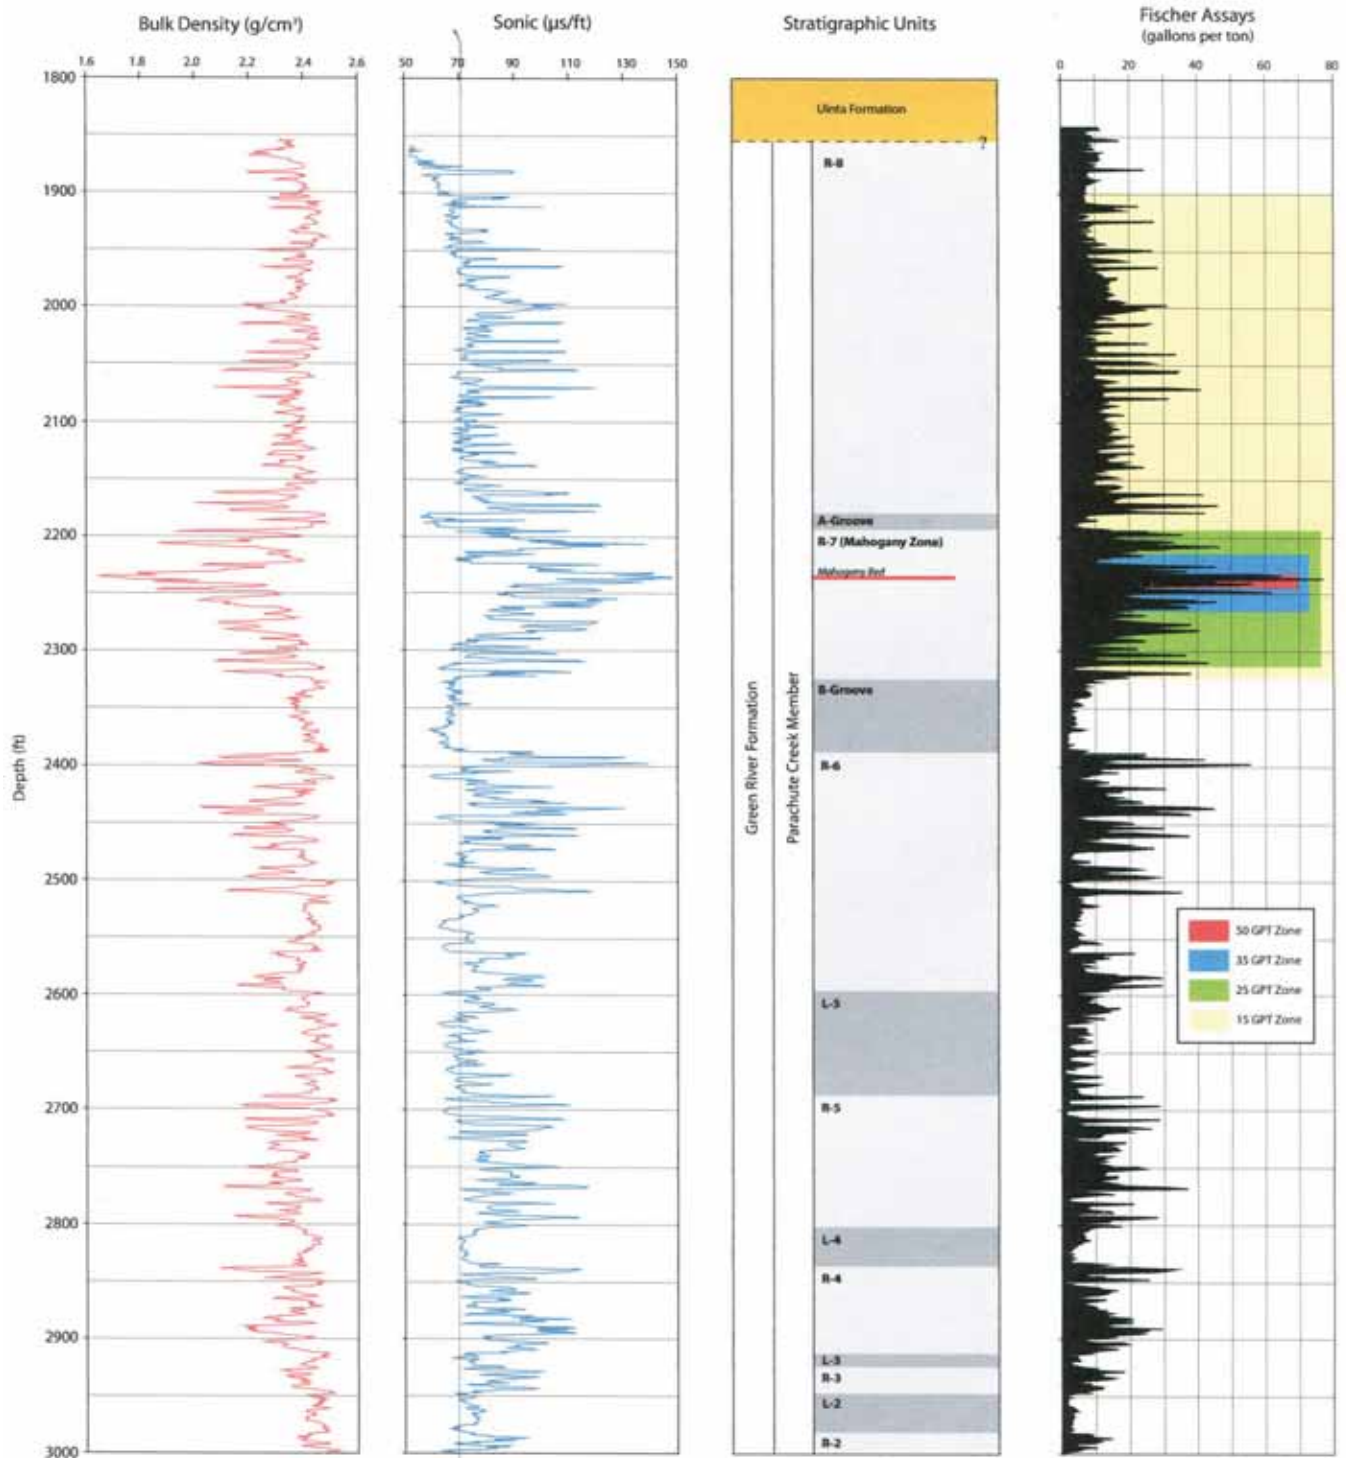 Bulk Density (g/cm³)
1.6 1.8 2.0 2.2 2.4 2.6
Sonic (µs/ft)
50 70 90 110 130 150
Stratigraphic Units
Fischer Assays
(gallons per ton)
0 20 40 60 80
Depth (ft)
1800
1900
2000
2100
2200
2300
2400
2500
2600
2700
2800
2900
3000
Green River Formation
Parachute Creek Member
Uinta Formation
?
R-8
A-Groove
R-7 (Mahogany Zone)
Mahogany Bed
B-Groove
R-6
L-5
R-5
L-4
R-4
L-3
R-3
L-2
R-2
50 GPT Zone
35 GPT Zone
25 GPT Zone
15 GPT Zone